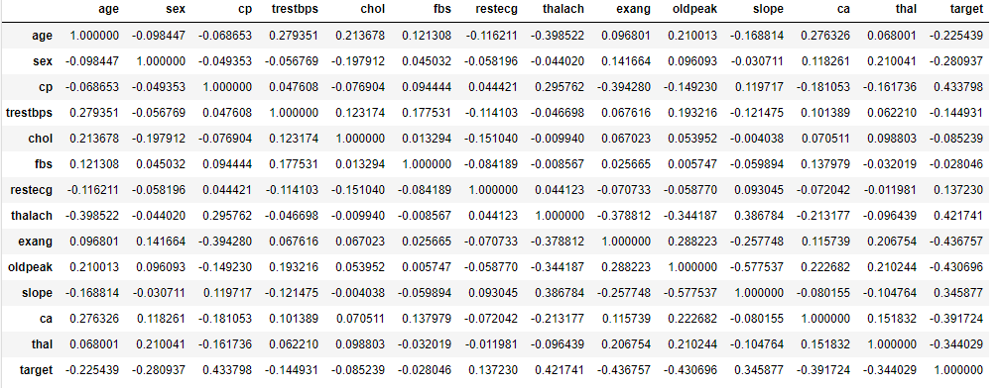 age sex cp trestbps chol fbs restecg thalach exang oldpeak slope ca thal target
age 1.000000 -0.098447 -0.068653 0.279351 0.213678 0.121308 -0.116211 -0.398522 0.096801 0.210013 -0.168814 0.276326 0.068001 -0.225439
sex -0.098447 1.000000 -0.049353 -0.056769 -0.197912 0.045032 -0.058196 -0.044020 0.141664 0.096093 -0.030711 0.118261 0.210041 -0.280937
cp -0.068653 -0.049353 1.000000 0.047608 -0.076904 0.094444 0.044421 0.295762 -0.394280 -0.149230 0.119717 -0.181053 -0.161736 0.433798
trestbps 0.279351 -0.056769 0.047608 1.000000 0.123174 0.177531 -0.114103 -0.046698 0.067616 0.193216 -0.121475 0.101389 0.062210 -0.144931
chol 0.213678 -0.197912 -0.076904 0.123174 1.000000 0.013294 -0.151040 -0.009940 0.067023 0.053952 -0.004038 0.070511 0.098803 -0.085239
fbs 0.121308 0.045032 0.094444 0.177531 0.013294 1.000000 -0.084189 -0.008567 0.025665 0.005747 -0.059894 0.137979 -0.032019 -0.028046
restecg -0.116211 -0.058196 0.044421 -0.114103 -0.151040 -0.084189 1.000000 0.044123 -0.070733 -0.058770 0.093045 -0.072042 -0.011981 0.137230
thalach -0.398522 -0.044020 0.295762 -0.046698 -0.009940 -0.008567 0.044123 1.000000 -0.378812 -0.344187 0.386784 -0.213177 -0.096439 0.421741
exang 0.096801 0.141664 -0.394280 0.067616 0.067023 0.025665 -0.070733 -0.378812 1.000000 0.288223 -0.257748 0.115739 0.206754 -0.436757
oldpeak 0.210013 0.096093 -0.149230 0.193216 0.053952 0.005747 -0.058770 -0.344187 0.288223 1.000000 -0.577537 0.222682 0.210244 -0.430696
slope -0.168814 -0.030711 0.119717 -0.121475 -0.004038 -0.059894 0.093045 0.386784 -0.257748 -0.577537 1.000000 -0.080155 -0.104764 0.345877
ca 0.276326 0.118261 -0.181053 0.101389 0.070511 0.137979 -0.072042 -0.213177 0.115739 0.222682 -0.080155 1.000000 0.151832 -0.391724
thal 0.068001 0.210041 -0.161736 0.062210 0.098803 -0.032019 -0.011981 -0.096439 0.206754 0.210244 -0.104764 0.151832 1.000000 -0.344029
target -0.225439 -0.280937 0.433798 -0.144931 -0.085239 -0.028046 0.137230 0.421741 -0.436757 -0.430696 0.345877 -0.391724 -0.344029 1.000000